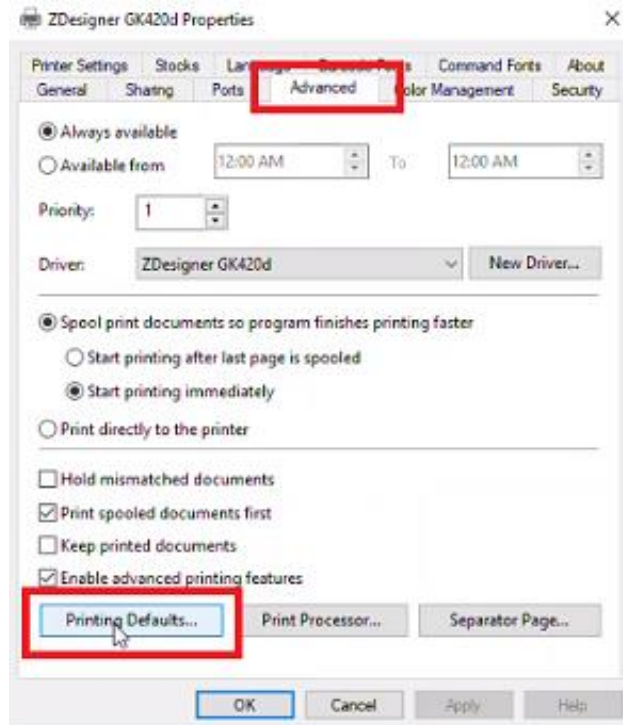 ZDesigner GK420d Properties
Printer Settings Stocks Command Fonts About
General Sharing Ports Advanced Color Management Security
Always available
Available from 12:00 AM To 12:00 AM
Priority: 1
Driver: ZDesigner GK420d New Driver...
Spool print documents so program finishes printing faster
Start printing after last page is spooled
Start printing immediately
Print directly to the printer
Hold mismatched documents
Print spooled documents first
Keep printed documents
Enable advanced printing features
Printing Defaults... Print Processor... Separator Page...
OK Cancel Apply Help